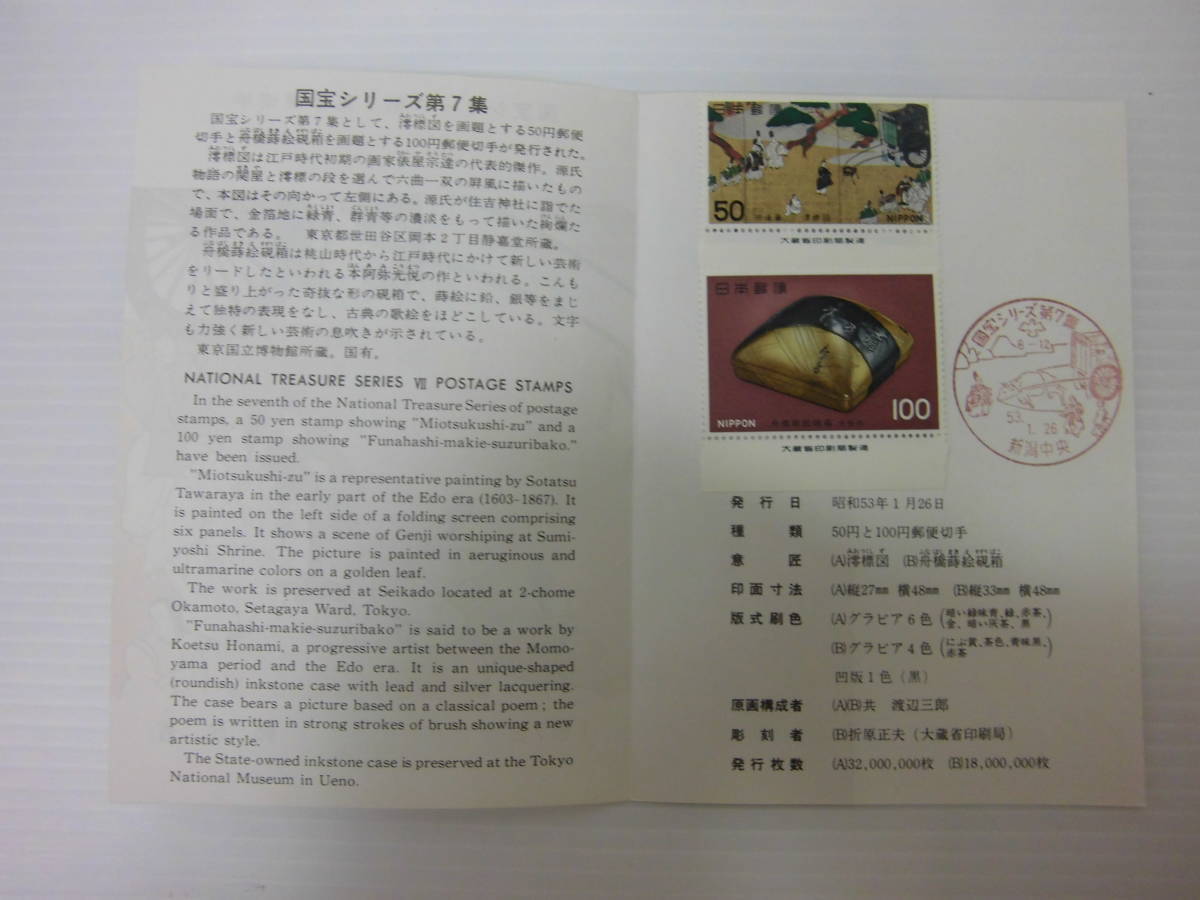 国宝シリーズ第7集
国宝シリーズ第7集として、澪標図を画題とする50円郵便
切手と舟橋蒔絵硯箱を画題とする100円郵便切手が発行された。
澪標図は江戸時代初期の画家俵屋宗達の代表的傑作。源氏
物語の関屋と澪標の段を選んで六曲一双の屏風に描いたもの
で、本図はその向かって左側にある。源氏が住吉神社に詣でた
場面で、金箔地に緑青、群青等の濃淡をもって描いた絢爛た
る作品である。 東京都世田谷区岡本2丁目静嘉堂所蔵。
舟橋蒔絵硯箱は桃山時代から江戸時代にかけて新しい芸術
をリードしたといわれる本阿弥光悦の作といわれる。こんも
りと盛り上がった奇抜な形の硯箱で、蒔絵に鉛、銀等をまじ
えて独特の表現をなし、古典の歌絵をほどこしている。文字
も力強く新しい芸術の息吹きが示されている。
東京国立博物館所蔵。国有。
NATIONAL TREASURE SERIES Ⅶ POSTAGE STAMPS
In the seventh of the National Treasure Series of postage
stamps, a 50 yen stamp showing "Miotsukushi-zu" and a
100 yen stamp showing "Funahashi-makie-suzuribako."
have been issued.
"Miotsukushi-zu" is a representative painting by Sotatsu
Tawaraya in the early part of the Edo era (1603-1867). It
is painted on the left side of a folding screen comprising
six panels. It shows a scene of Genji worshiping at Sumi-
yoshi Shrine. The picture is painted in aeruginous and
ultramarine colors on a golden leaf.
The work is preserved at Seikado located at 2-chome
Okamoto, Setagaya Ward, Tokyo.
"Funahashi-makie-suzuribako" is said to be a work by
Koetsu Honami, a progressive artist between the Momo-
yama period and the Edo era. It is an unique-shaped
(roundish) inkstone case with lead and silver lacquering.
The case bears a picture based on a classical poem; the
poem is written in strong strokes of brush showing a new
artistic style.
The State-owned inkstone case is preserved at the Tokyo
National Museum in Ueno.
日本郵便
50
NIPPON
大蔵省印刷局製造
日本郵便
NIPPON
100
大蔵省印刷局製造
国宝シリーズ第7集
8-12
53.
1.26
新潟中央
発行日 昭和53年1月26日
種類 50円と100円郵便切手
意匠 (A)澪標図 (B)舟橋蒔絵硯箱
印面寸法 (A)縦27mm 横48mm (B)縦33mm 横48mm
版式刷色 (A)グラビア6色(暗い緑味青、緑、赤茶、金、暗い灰茶、黒)
(B)グラビア4色(にぶ黄、茶色、青味黒、赤茶)
凹版1色(黒)
原画構成者 (A)(B)共 渡辺三郎
彫刻者 (B)折原正夫(大蔵省印刷局)
発行枚数 (A)32,000,000枚 (B)18,000,000枚